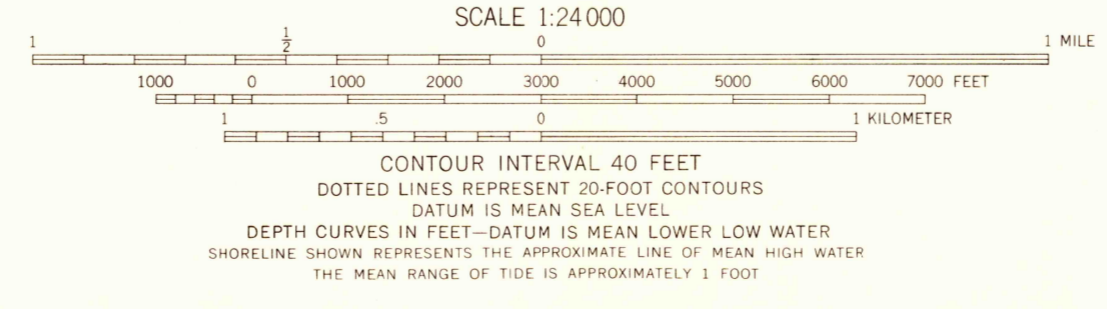 SCALE 1:24 000
1 1/2 0 1 MILE
1000 0 1000 2000 3000 4000 5000 6000 7000 FEET
1 .5 0 1 KILOMETER
CONTOUR INTERVAL 40 FEET
DOTTED LINES REPRESENT 20-FOOT CONTOURS
DATUM IS MEAN SEA LEVEL
DEPTH CURVES IN FEET—DATUM IS MEAN LOWER LOW WATER
SHORELINE SHOWN REPRESENTS THE APPROXIMATE LINE OF MEAN HIGH WATER
THE MEAN RANGE OF TIDE IS APPROXIMATELY 1 FOOT